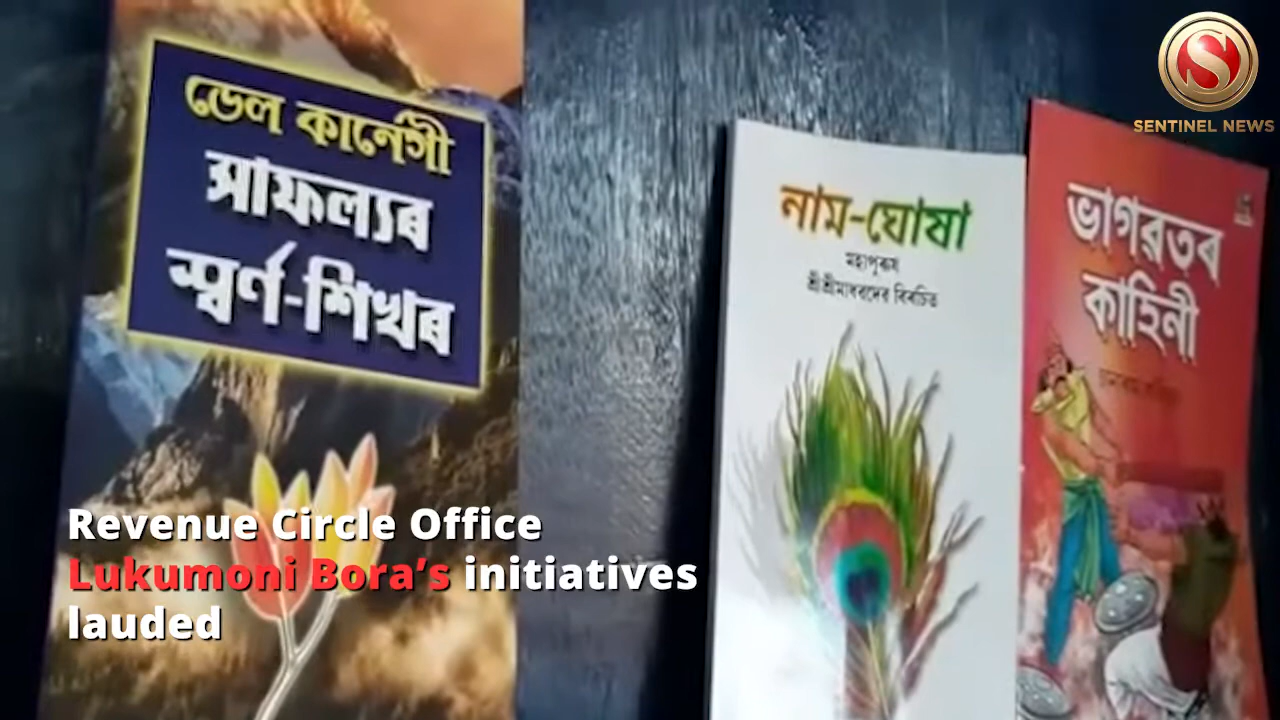 ডেল কার্নেগী
সাফল্যৰ
স্বৰ্ণ-শিখৰ
নাম-ঘোষা
মহাপুৰুষ
শ্ৰীশ্ৰীমাধৱদেৱ বিৰচিত
ভাগৱতৰ
কাহিনী
S
SENTINEL NEWS
Revenue Circle Office
Lukumoni Bora's initiatives
lauded